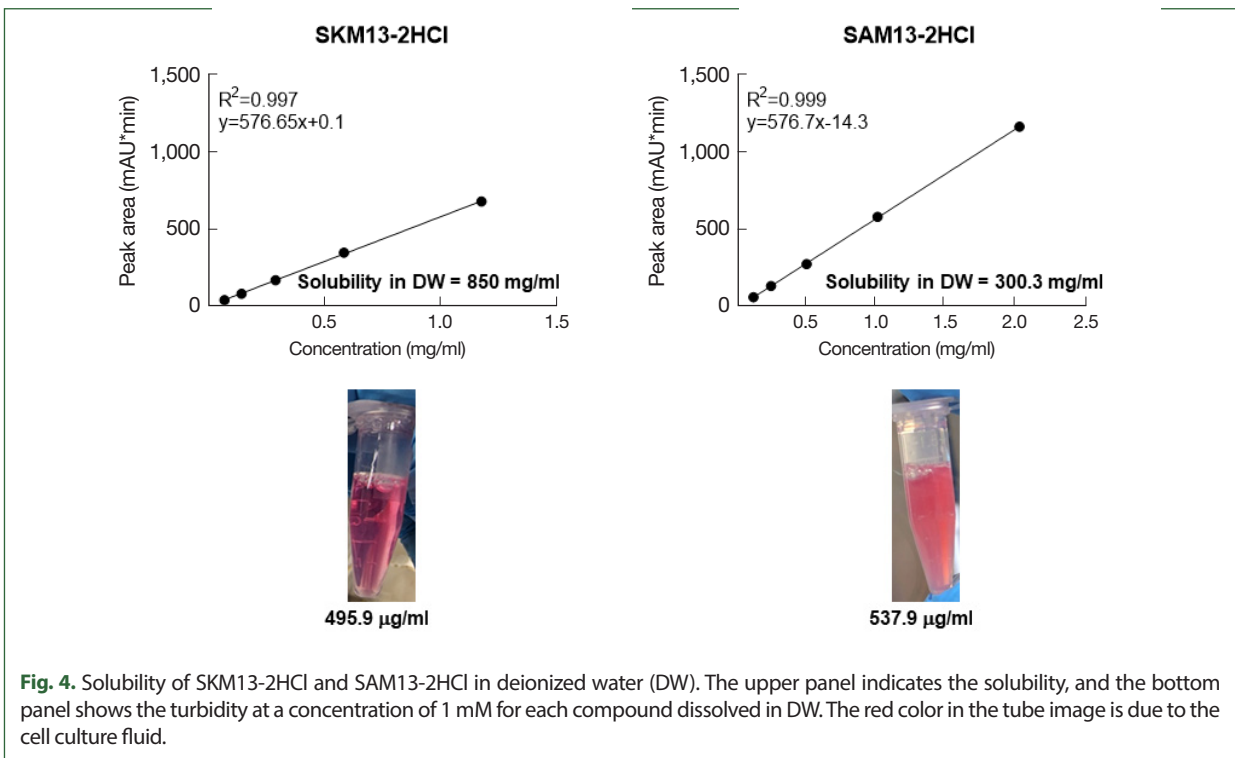 SKM13-2HCl
1,500
1,000
500
0
Peak area (mAU*min)
R²=0.997
y=576.65x+0.1
Solubility in DW = 850 mg/ml
0.5
1.0
1.5
Concentration (mg/ml)
495.9 μg/ml
SAM13-2HCl
1,500
1,000
500
0
Peak area (mAU*min)
R²=0.999
y=576.7x-14.3
Solubility in DW = 300.3 mg/ml
0.5
1.0
1.5
2.0
2.5
Concentration (mg/ml)
537.9 μg/ml
Fig. 4. Solubility of SKM13-2HCl and SAM13-2HCl in deionized water (DW). The upper panel indicates the solubility, and the bottom
panel shows the turbidity at a concentration of 1 mM for each compound dissolved in DW. The red color in the tube image is due to the
cell culture fluid.